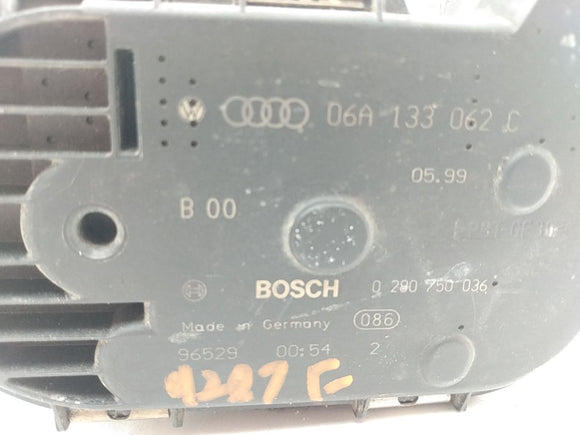 06A 133 062 C
05.99
B 00
BOSCH 0 280 750 036
Made in Germany 086
96529 00:54 2